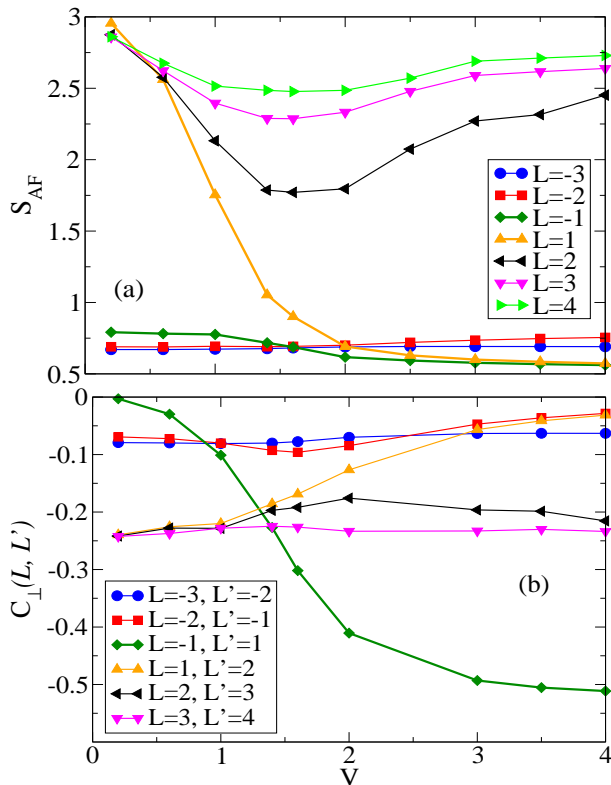 3
2.5
2
1.5
1
0.5
S_AF
(a)
L=-3
L=-2
L=-1
L=1
L=2
L=3
L=4
0
-0.1
-0.2
-0.3
-0.4
-0.5
C_⊥(L, L')
(b)
L=-3, L'=-2
L=-2, L'=-1
L=-1, L'=1
L=1, L'=2
L=2, L'=3
L=3, L'=4
0 1 2 3 4
V